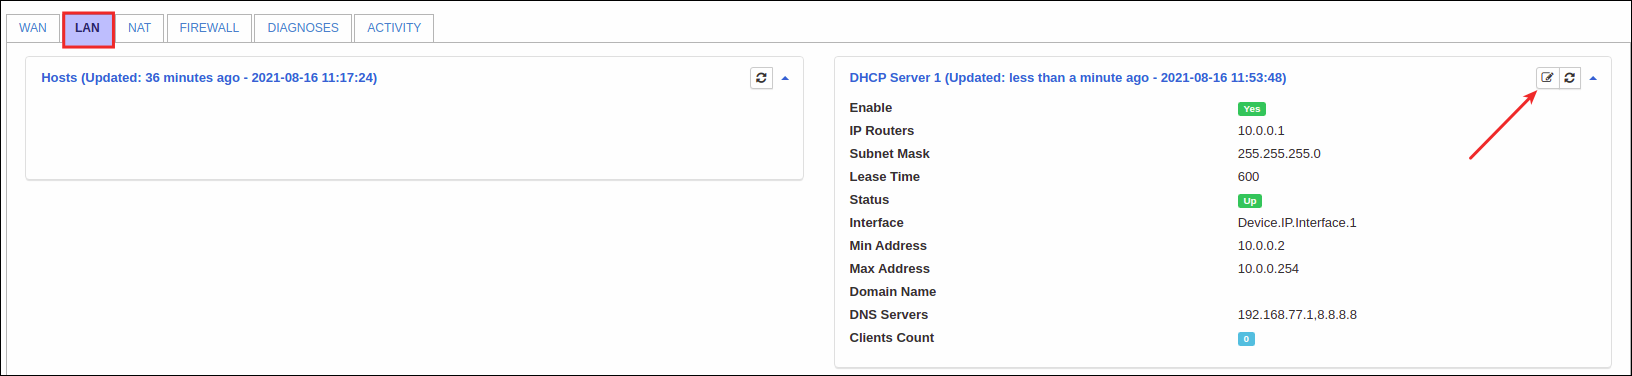 WAN LAN NAT FIREWALL DIAGNOSES ACTIVITY
Hosts (Updated: 36 minutes ago - 2021-08-16 11:17:24)
DHCP Server 1 (Updated: less than a minute ago - 2021-08-16 11:53:48)
Enable Yes
IP Routers 10.0.0.1
Subnet Mask 255.255.255.0
Lease Time 600
Status Up
Interface Device.IP.Interface.1
Min Address 10.0.0.2
Max Address 10.0.0.254
Domain Name
DNS Servers 192.168.77.1,8.8.8.8
Clients Count 0